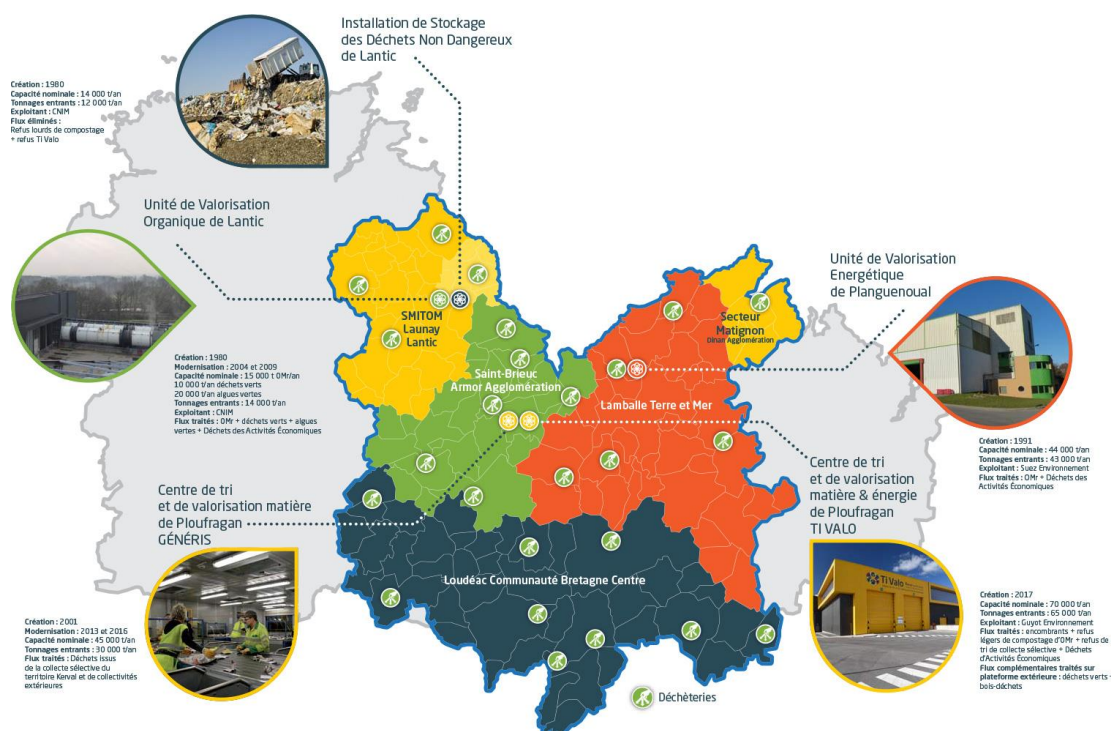 Installation de Stockage
des Déchets Non Dangereux
de Lantic
Création : 1980
Capacité nominale : 14 000 t/an
Tonnages entrants : 12 000 t/an
Exploitant : CNIM
Flux éliminés :
Refus lourds de compostage
+ refus Ti Valo
Unité de Valorisation
Organique de Lantic
Création : 1980
Modernisation : 2004 et 2009
Capacité nominale : 15 000 t OMr/an
10 000 t/an déchets verts
20 000 t/an algues vertes
Tonnages entrants : 14 000 t/an
Exploitant : CNIM
Flux traités : OMr + déchets verts + algues
vertes + Déchets des Activités Économiques
SMITOM
Launay
Lantic
Saint-Brieuc
Armor Agglomération
Secteur
Matignon
Dinan Agglomération
Lamballe Terre et Mer
Loudéac Communauté Bretagne Centre
Unité de Valorisation
Energétique
de Planguenoual
Création : 1991
Capacité nominale : 44 000 t/an
Tonnages entrants : 43 000 t/an
Exploitant : Suez Environnement
Flux traités : OMr + Déchets des
Activités Économiques
Centre de tri
et de valorisation matière
de Ploufragan
GÉNÉRIS
Création : 2001
Modernisation : 2013 et 2016
Capacité nominale : 45 000 t/an
Tonnages entrants : 30 000 t/an
Flux traités : Déchets issus
de la collecte sélective du
territoire Kerval et de collectivités
extérieures
Centre de tri
et de valorisation
matière & énergie
de Ploufragan
TI VALO
Ti Valo
Création : 2017
Capacité nominale : 70 000 t/an
Tonnages entrants : 65 000 t/an
Exploitant : Guyot Environnement
Flux traités : encombrants + refus
légers de compostage d'OMr + refus de
tri de collecte sélective + Déchets
d'Activités Économiques
Flux complémentaires traités sur
plateforme extérieure : déchets verts +
bois-déchets
Déchèteries